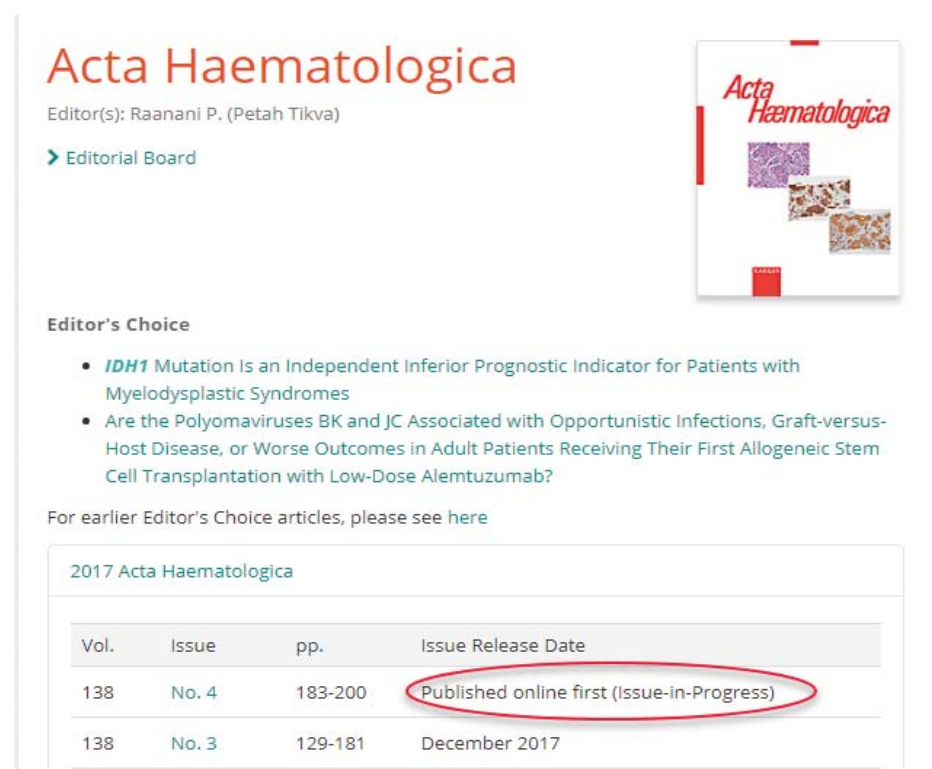 Acta Haematologica
Editor(s): Raanani P. (Petah Tikva)
Editorial Board
Acta
Hæmatologica
KARGER
Editor's Choice
IDH1 Mutation Is an Independent Inferior Prognostic Indicator for Patients with
Myelodysplastic Syndromes
Are the Polyomaviruses BK and JC Associated with Opportunistic Infections, Graft-versus-
Host Disease, or Worse Outcomes in Adult Patients Receiving Their First Allogeneic Stem
Cell Transplantation with Low-Dose Alemtuzumab?
For earlier Editor's Choice articles, please see here
2017 Acta Haematologica
Vol. Issue pp. Issue Release Date
138 No. 4 183-200 Published online first (Issue-in-Progress)
138 No. 3 129-181 December 2017